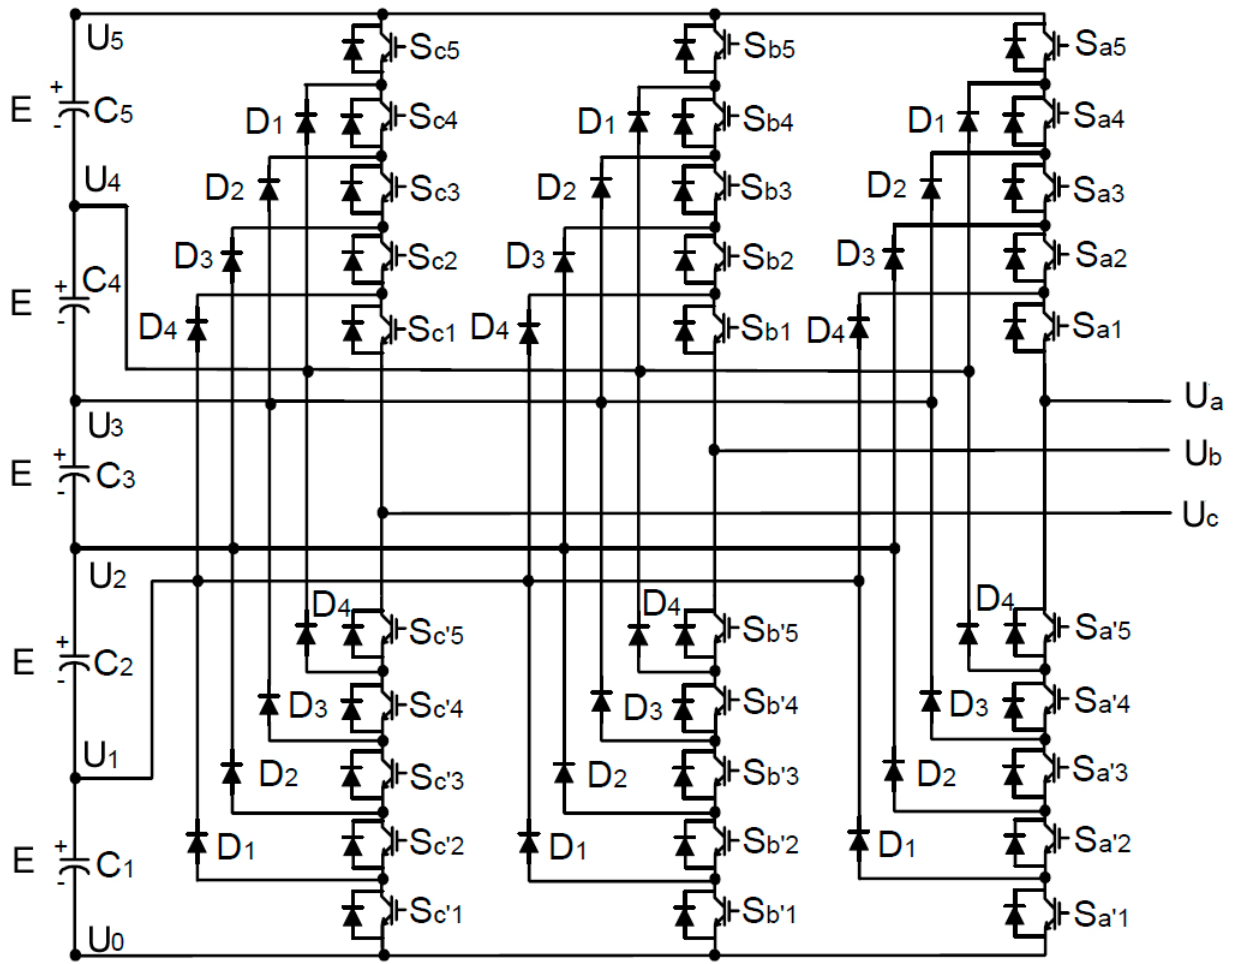 U5 Sc5 Sb5 Sa5
E + - C5 D1 Sc4 D1 Sb4 D1 Sa4
U4 D2 Sc3 D2 Sb3 D2 Sa3
E + - C4 D3 Sc2 D3 Sb2 D3 Sa2
D4 Sc1 D4 Sb1 D4 Sa1
U3 Ua
E + - C3 Ub
Uc
U2
D4 Sc'5 D4 Sb'5 D4 Sa'5
E + - C2 D3 Sc'4 D3 Sb'4 D3 Sa'4
U1 D2 Sc'3 D2 Sb'3 D2 Sa'3
E + - C1 D1 Sc'2 D1 Sb'2 D1 Sa'2
U0 Sc'1 Sb'1 Sa'1